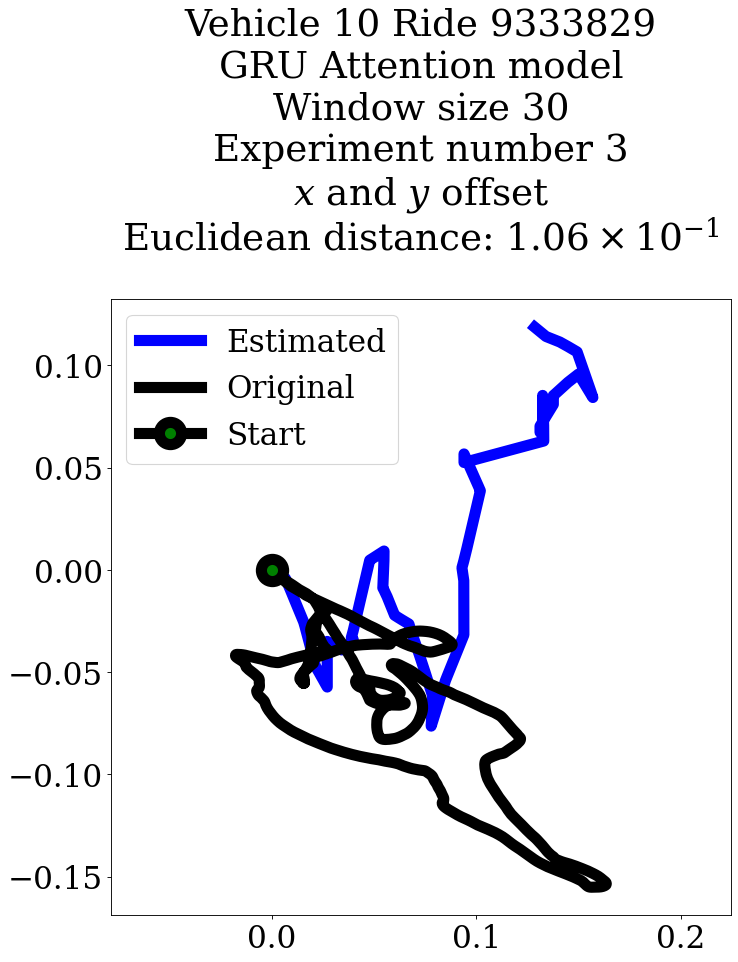 Vehicle 10 Ride 9333829
GRU Attention model
Window size 30
Experiment number 3
x and y offset
Euclidean distance: 1.06 × 10⁻¹
Estimated
Original
Start
0.10
0.05
0.00
−0.05
−0.10
−0.15
0.0 0.1 0.2